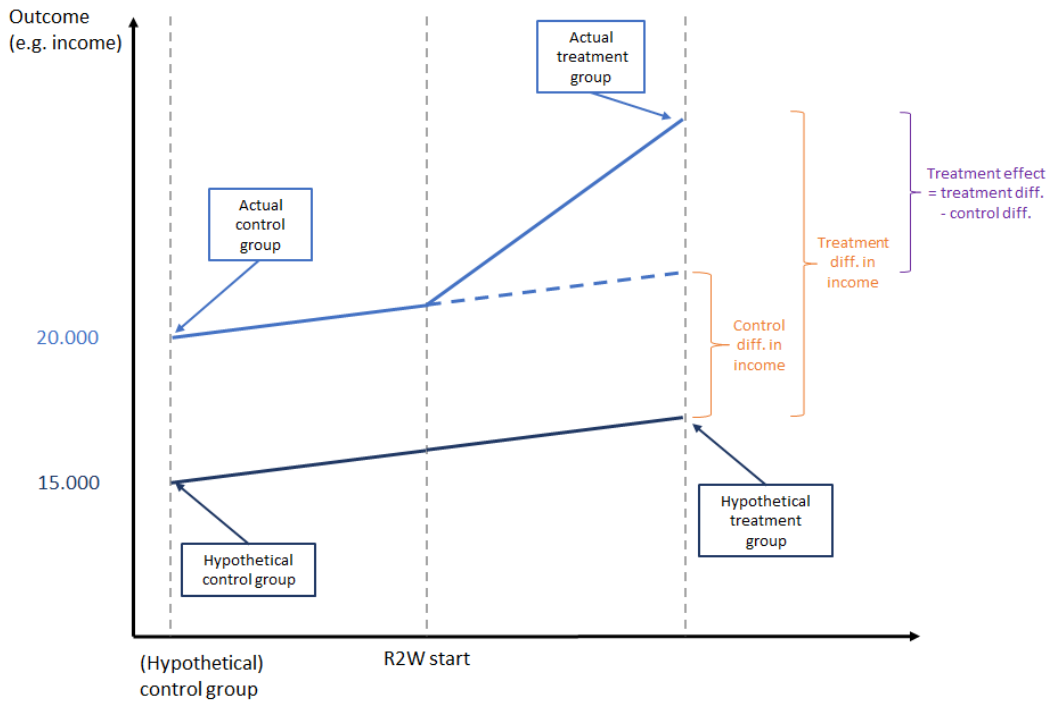 Outcome
(e.g. income)
Actual
treatment
group
Actual
control
group
Treatment effect
= treatment diff.
- control diff.
Treatment
diff. in
income
Control
diff. in
income
20.000
15.000
Hypothetical
treatment
group
Hypothetical
control group
(Hypothetical)
control group
R2W start